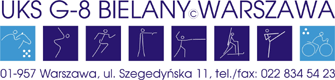 UKS G-8 BIELANY c WARSZAWA
01-957 Warszawa, ul. Szegedyńska 11, tel./fax: 022 834 54 23